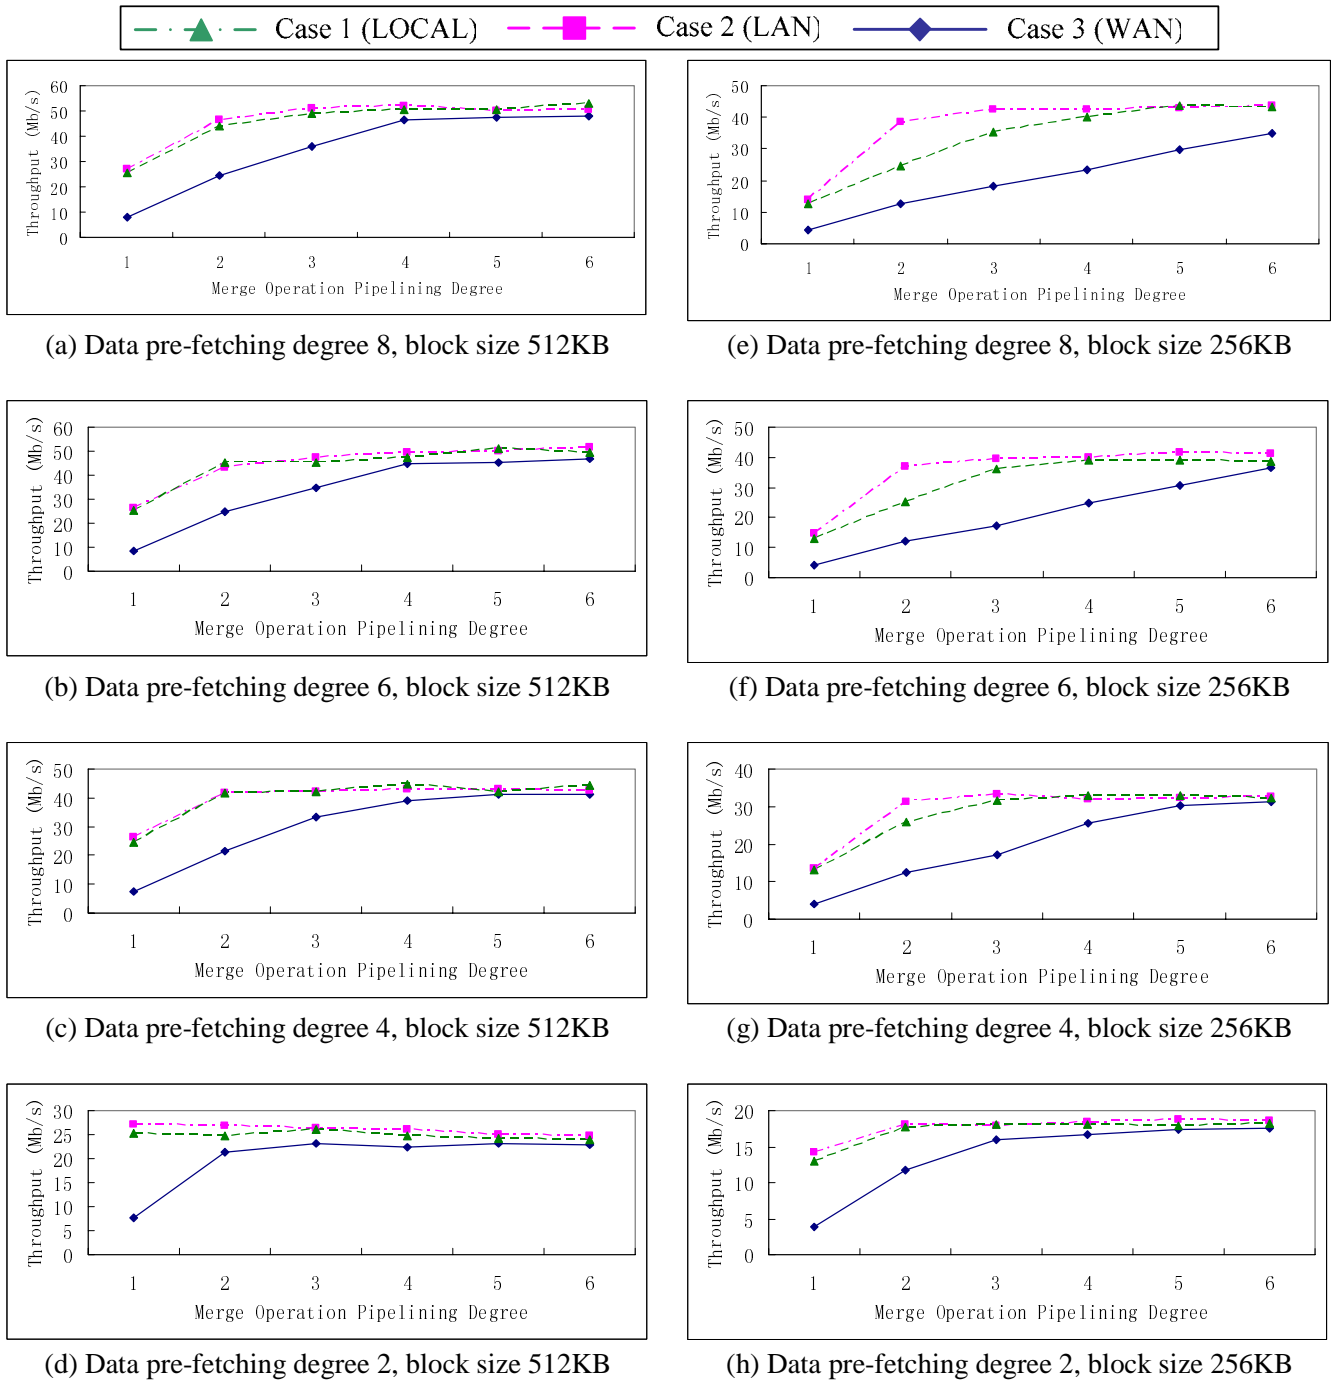 Case 1 (LOCAL) Case 2 (LAN) Case 3 (WAN)
Throughput (Mb/s)
60
50
40
30
20
10
0
1 2 3 4 5 6
Merge Operation Pipelining Degree
(a) Data pre-fetching degree 8, block size 512KB
Throughput (Mb/s)
50
40
30
20
10
0
1 2 3 4 5 6
Merge Operation Pipelining Degree
(e) Data pre-fetching degree 8, block size 256KB
Throughput (Mb/s)
60
50
40
30
20
10
0
1 2 3 4 5 6
Merge Operation Pipelining Degree
(b) Data pre-fetching degree 6, block size 512KB
Throughput (Mb/s)
50
40
30
20
10
0
1 2 3 4 5 6
Merge Operation Pipelining Degree
(f) Data pre-fetching degree 6, block size 256KB
Throughput (Mb/s)
50
40
30
20
10
0
1 2 3 4 5 6
Merge Operation Pipelining Degree
(c) Data pre-fetching degree 4, block size 512KB
Throughput (Mb/s)
40
30
20
10
0
1 2 3 4 5 6
Merge Operation Pipelining Degree
(g) Data pre-fetching degree 4, block size 256KB
Throughput (Mb/s)
30
25
20
15
10
5
0
1 2 3 4 5 6
Merge Operation Pipelining Degree
(d) Data pre-fetching degree 2, block size 512KB
Throughput (Mb/s)
20
15
10
5
0
1 2 3 4 5 6
Merge Operation Pipelining Degree
(h) Data pre-fetching degree 2, block size 256KB